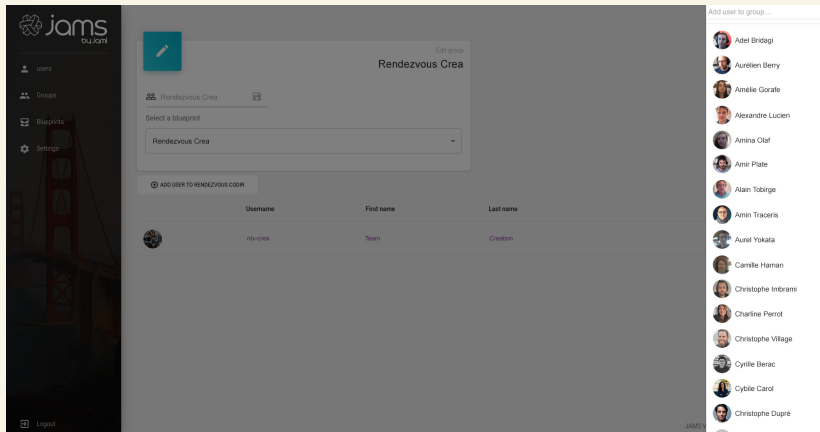 jams
by Jami
users
Groups
Blueprints
Settings
Logout
Edit group
Rendezvous Crea
Rendezvous Crea
Select a blueprint
Rendezvous Crea
ADD USER TO RENDEZVOUS CODIR
Username First name Last name
rdv-crea Team Creation
JAMS V
Add user to group ...
Adel Bridagi
Aurélien Berry
Amélie Gorafe
Alexandre Lucien
Amina Olaf
Amir Plate
Alain Tobirge
Amin Traceris
Aurel Yokata
Camille Haman
Christophe Imbrami
Charline Perrot
Christophe Village
Cyrille Berac
Cybile Carol
Christophe Dupré